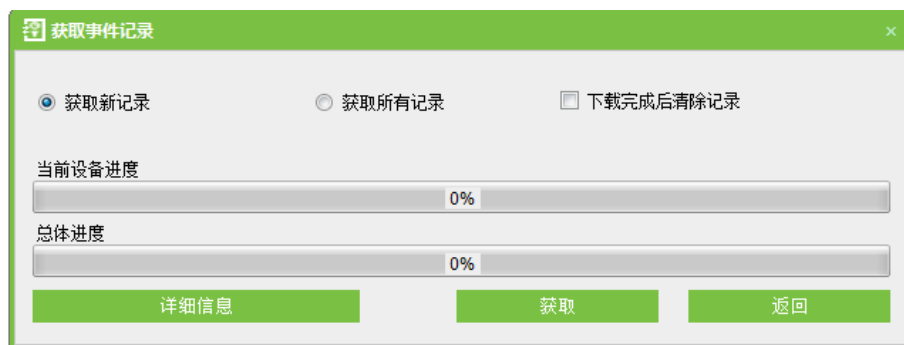 获取事件记录
获取新记录 获取所有记录 下载完成后清除记录
当前设备进度
0%
总体进度
0%
详细信息 获取 返回